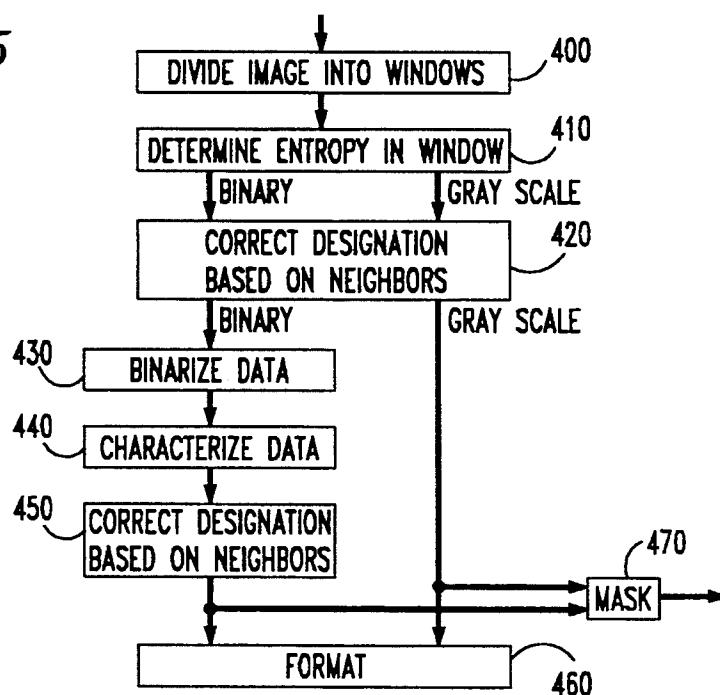 5
DIVIDE IMAGE INTO WINDOWS
400
DETERMINE ENTROPY IN WINDOW
410
BINARY
GRAY SCALE
CORRECT DESIGNATION
BASED ON NEIGHBORS
420
BINARY
GRAY SCALE
430
BINARIZE DATA
440
CHARACTERIZE DATA
450
CORRECT DESIGNATION
BASED ON NEIGHBORS
470
MASK
FORMAT
460